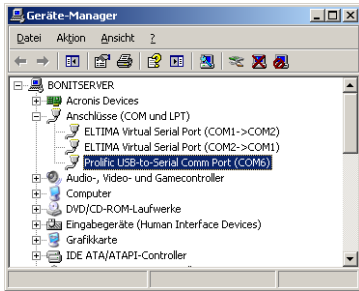 Geräte-Manager
Datei Aktion Ansicht ?
BONITSERVER
Acronis Devices
Anschlüsse (COM und LPT)
ELTIMA Virtual Serial Port (COM1->COM2)
ELTIMA Virtual Serial Port (COM2->COM1)
Prolific USB-to-Serial Comm Port (COM6)
Audio-, Video- und Gamecontroller
Computer
DVD/CD-ROM-Laufwerke
Eingabegeräte (Human Interface Devices)
Grafikkarte
IDE ATA/ATAPI-Controller